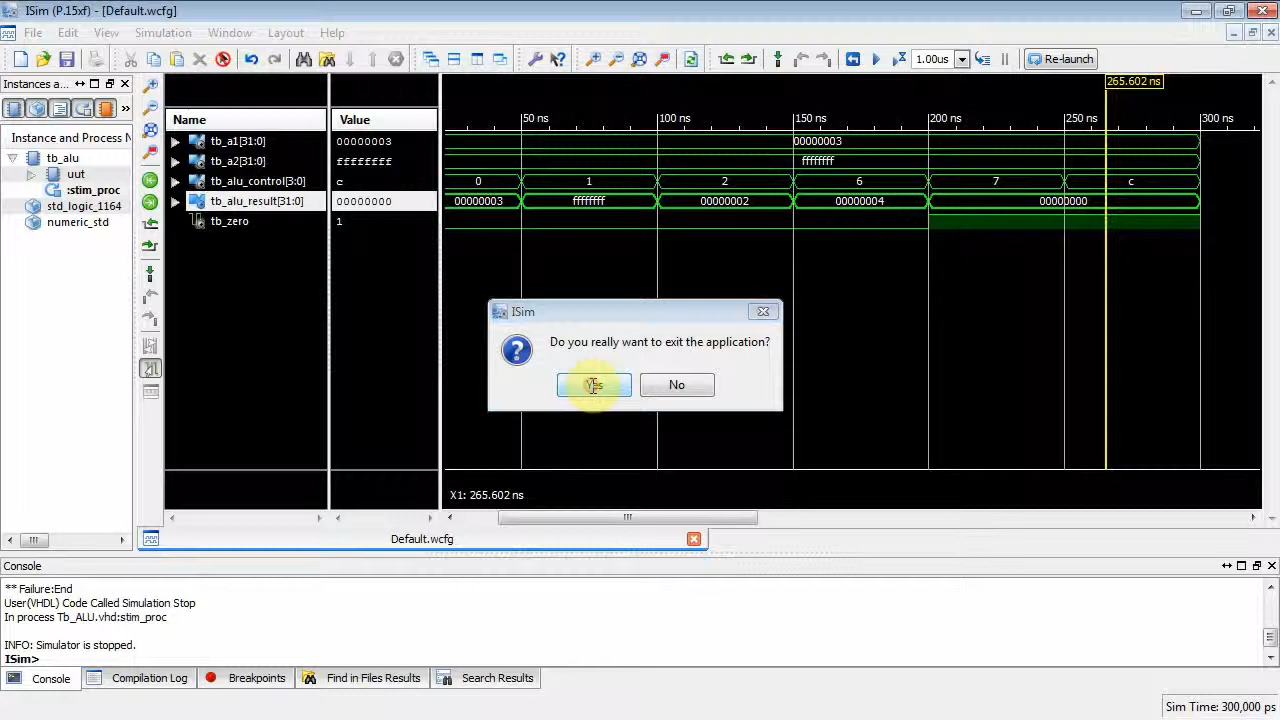 ISim (P.15xf) - [Default.wcfg]
File Edit View Simulation Window Layout Help
1.00us
Re-launch
Instances a...
Instance and Process N
tb_alu
uut
:stim_proc
std_logic_1164
numeric_std
Name
Value
tb_a1[31:0] 00000003
tb_a2[31:0] ffffffff
tb_alu_control[3:0] c
tb_alu_result[31:0] 00000000
tb_zero 1
265.602 ns
50 ns 100 ns 150 ns 200 ns 250 ns 300 ns
00000003
ffffffff
0 1 2 6 7 c
00000003 ffffffff 00000002 00000004 00000000
ISim
Do you really want to exit the application?
Yes No
X1: 265.602 ns
Default.wcfg
Console
** Failure:End
User(VHDL) Code Called Simulation Stop
In process Tb_ALU.vhd:stim_proc
INFO: Simulator is stopped.
ISim>
Console Compilation Log Breakpoints Find in Files Results Search Results
Sim Time: 300,000 ps